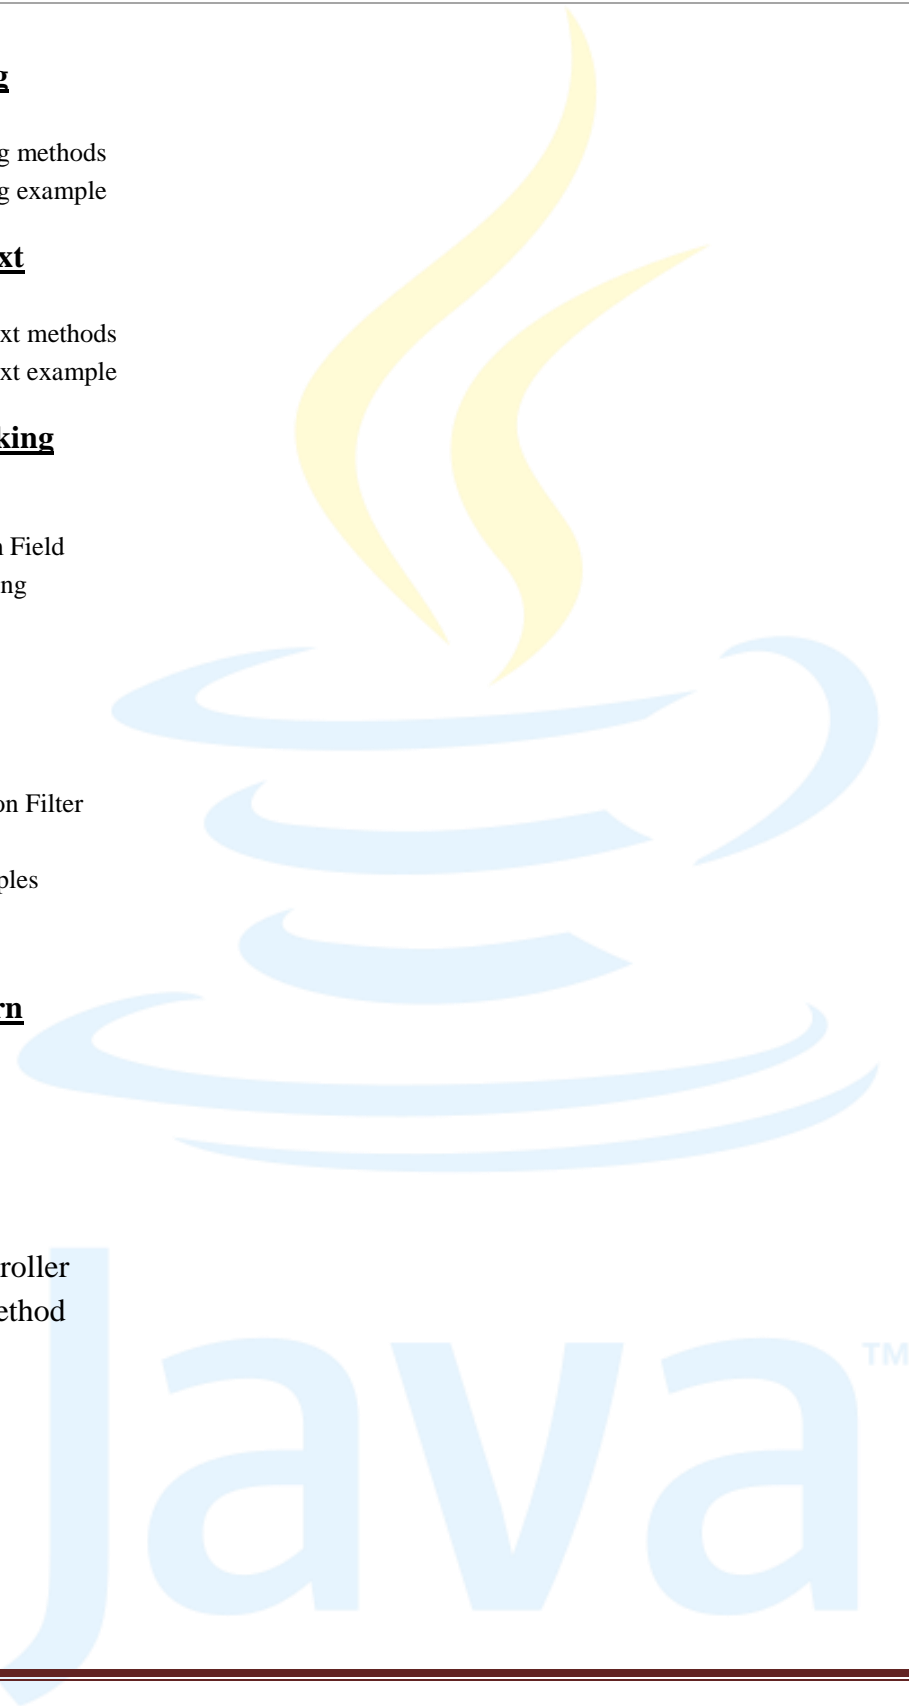 g
g methods
g example
xt
xt methods
xt example
king
n Field
ng
on Filter
ples
rn
roller
ethod
Java™